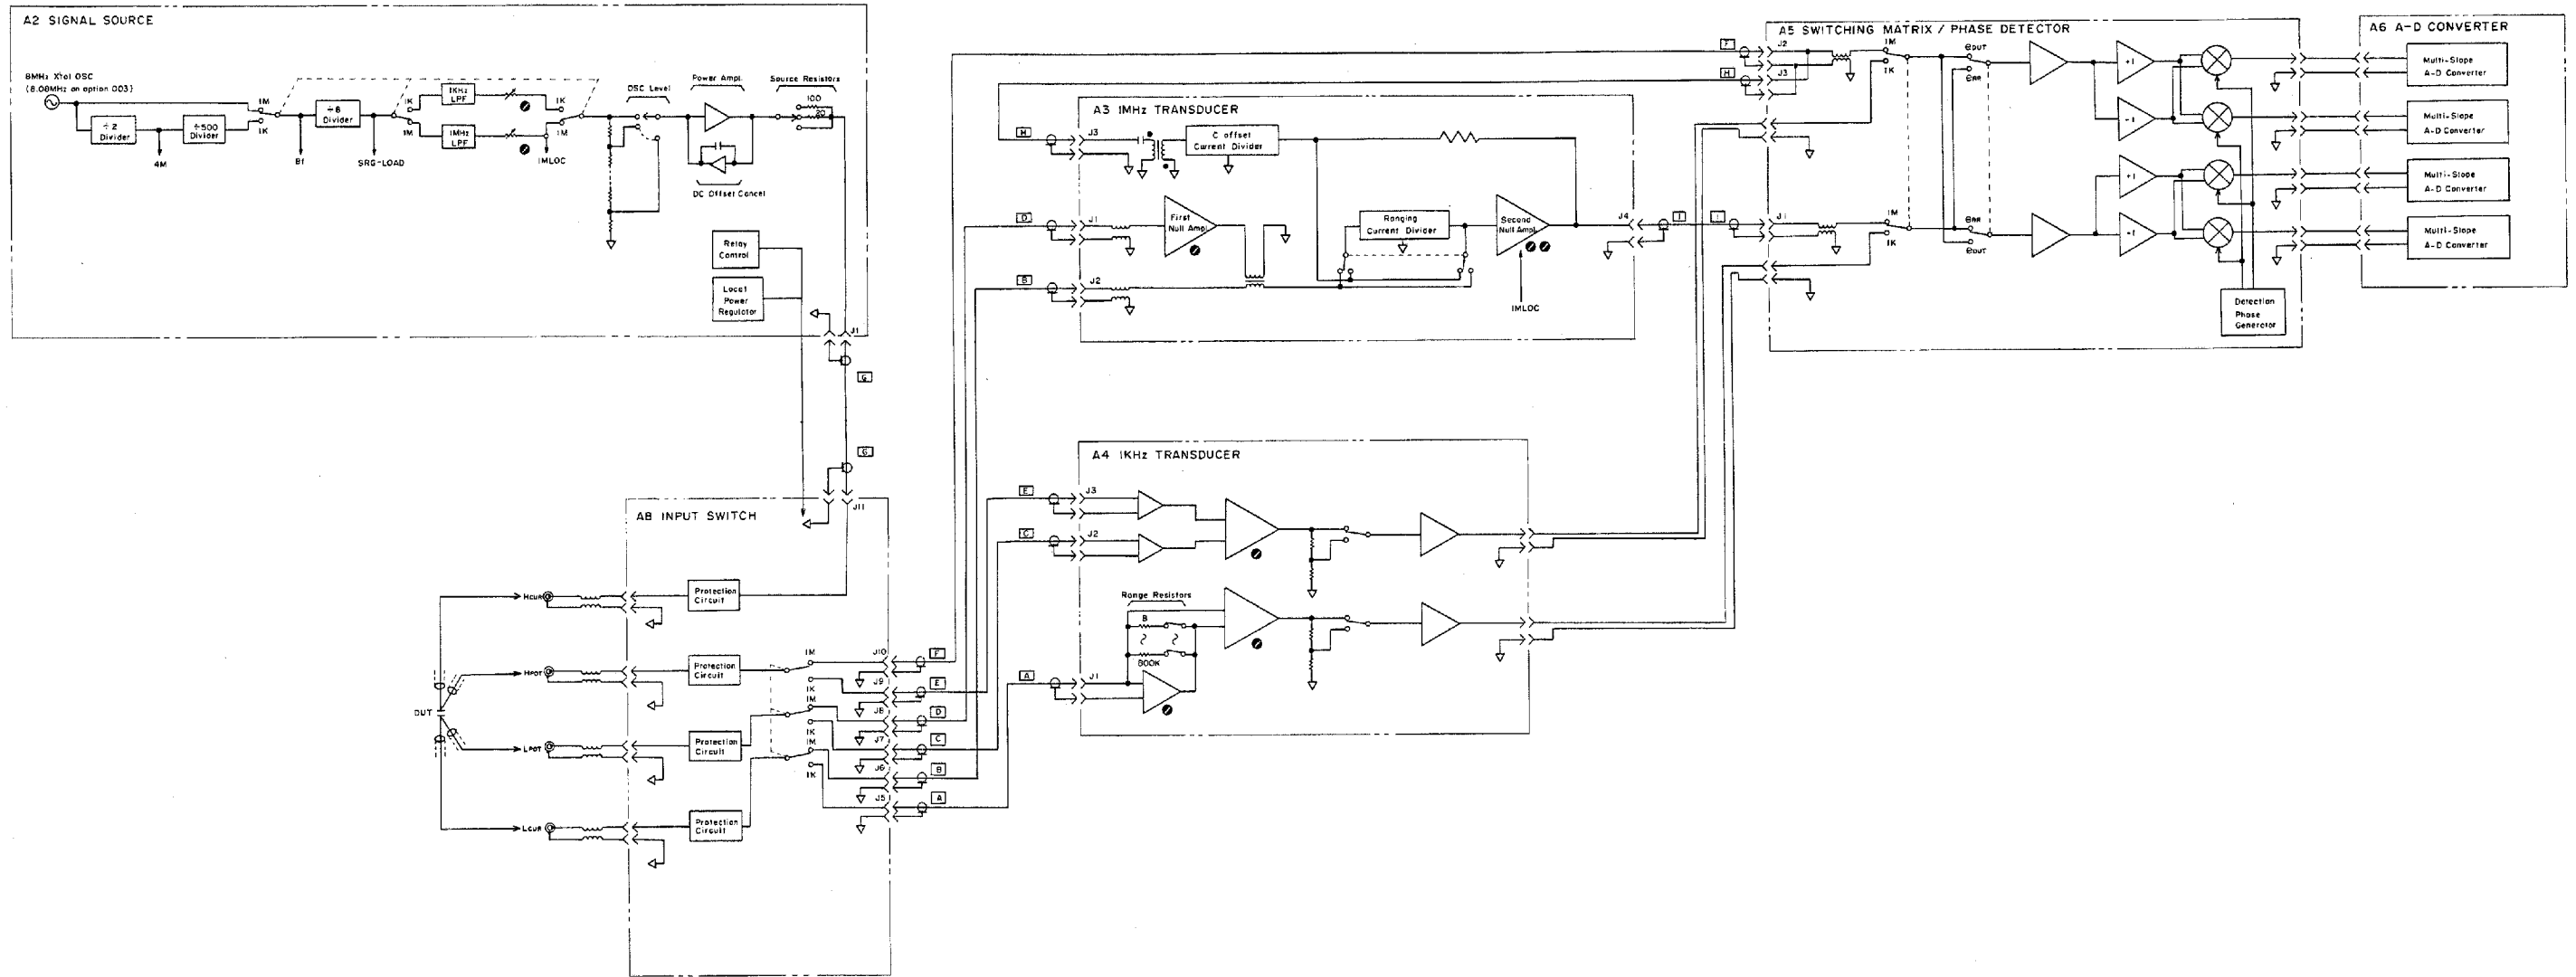 A2 SIGNAL SOURCE
8MHz Xtal OSC
(8.08MHz on option 003)
÷2
Divider
÷500
Divider
4M
1M
1K
8f
÷8
Divider
SRG-LOAD
1K
1M
1KHz
LPF
1MHz
LPF
1K
1M
1MLOC
OSC Level
Power Ampl.
DC Offset Cancel
Source Resistors
100
Relay
Control
Local
Power
Regulator
J1
G
G
J11
A8 INPUT SWITCH
HCUR
HPOT
LPOT
LCUR
DUT
Protection
Circuit
Protection
Circuit
Protection
Circuit
Protection
Circuit
1M
1K
1M
1K
1M
1K
J10
J9
J8
J7
J6
J5
F
E
D
C
B
A
A3 1MHz TRANSDUCER
H
J3
C offset
Current Divider
D
J1
First
Null Ampl.
B
J2
Ranging
Current Divider
Second
Null Ampl.
1MLOC
J4
I
I
A4 1KHz TRANSDUCER
E
J3
C
J2
Range Resistors
8
800K
A
J1
A5 SWITCHING MATRIX / PHASE DETECTOR
F
J2
H
J3
1M
1K
eOUT
eRR
J1
1M
1K
eRR
eOUT
+1
+1
+1
+1
Detection
Phase
Generator
A6 A-D CONVERTER
Multi-Slope
A-D Converter
Multi-Slope
A-D Converter
Multi-Slope
A-D Converter
Multi-Slope
A-D Converter